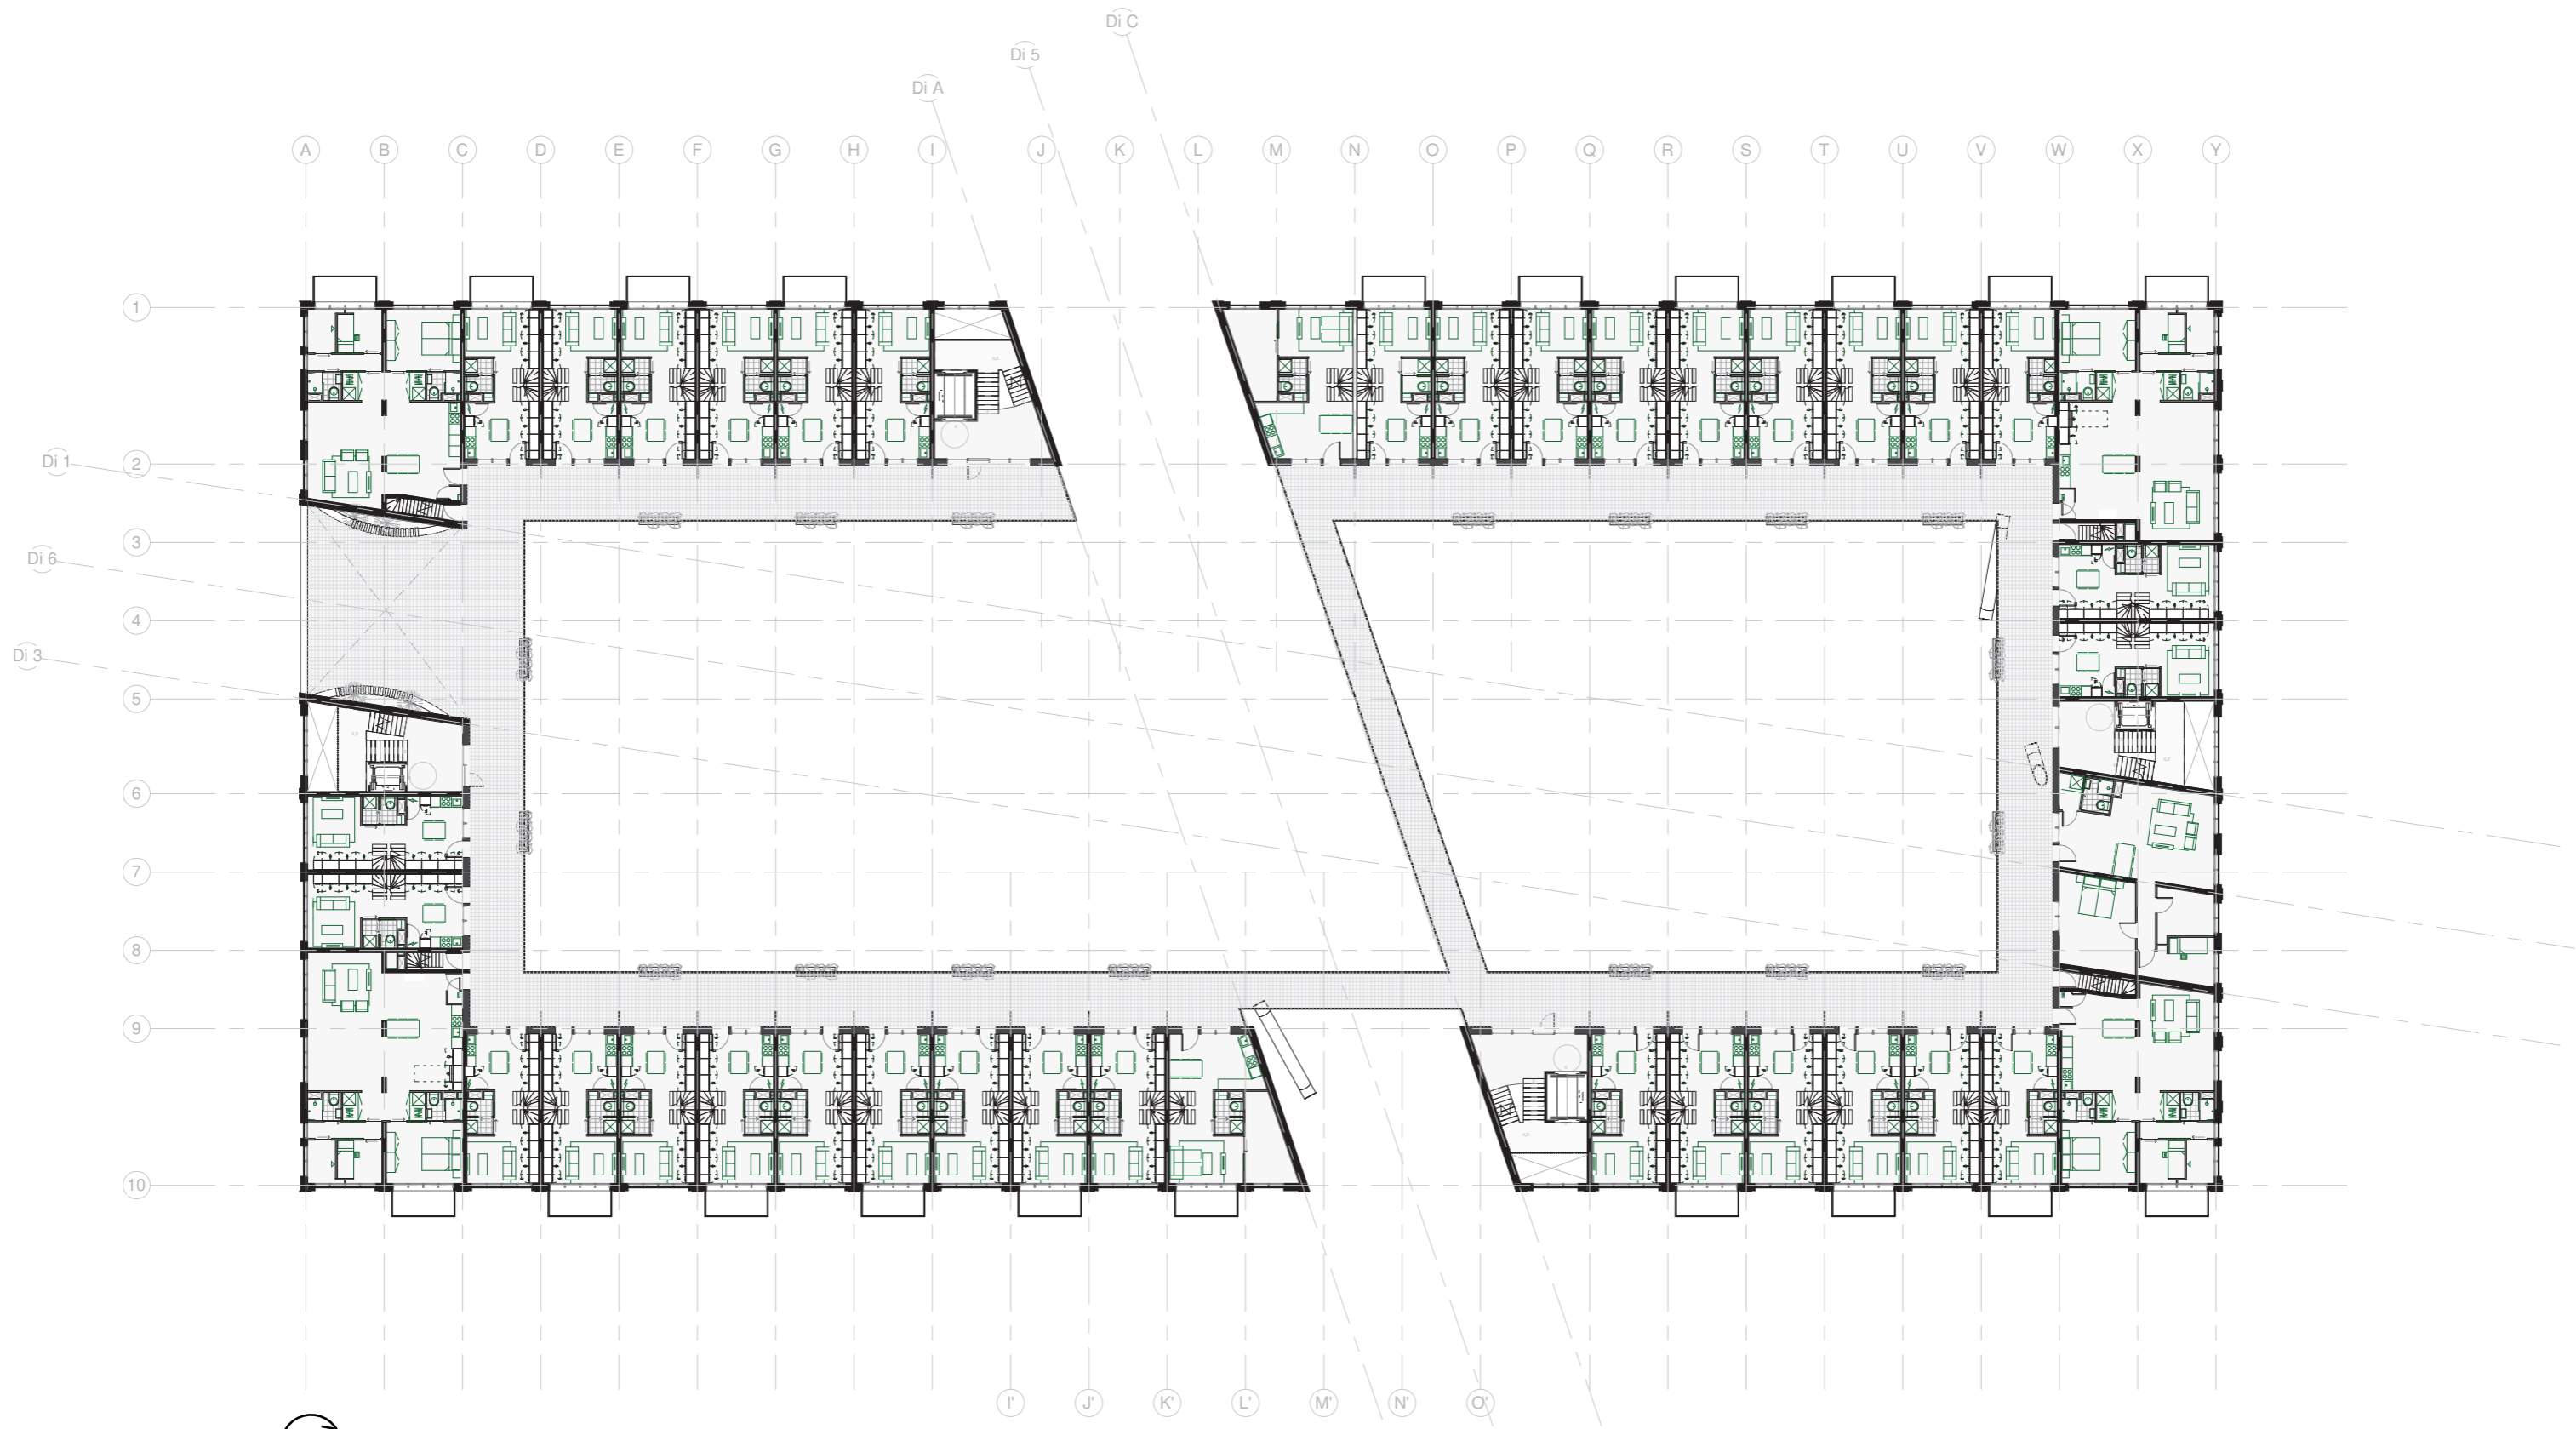 Di C
Di 5
Di A
A B C D E F G H I J K L M N O P Q R S T U V W X Y
1
Di 1
2
3
Di 6
4
Di 3
5
6
7
8
9
10
I' J' K' L' M' N' O'